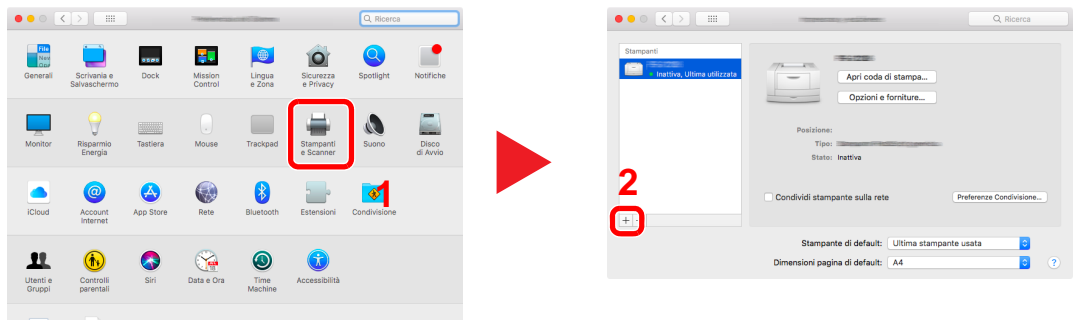 Ricerca
File
Generali
Scrivania e
Salvaschermo
Dock
Mission
Control
Lingua
e Zona
Sicurezza
e Privacy
Spotlight
Notifiche
Monitor
Risparmio
Energia
Tastiera
Mouse
Trackpad
Stampanti
e Scanner
Suono
Disco
di Avvio
1
iCloud
Account
Internet
App Store
Rete
Bluetooth
Estensioni
Condivisione
Utenti e
Gruppi
Controlli
parentali
Siri
Data e Ora
Time
Machine
Accessibilità
Ricerca
Stampanti
Inattiva, Ultima utilizzata
Apri coda di stampa...
Opzioni e forniture...
Posizione:
Tipo:
Stato: Inattiva
2
Condividi stampante sulla rete
Preferenze Condivisione...
+ -
Stampante di default: Ultima stampante usata
Dimensioni pagina di default: A4
?